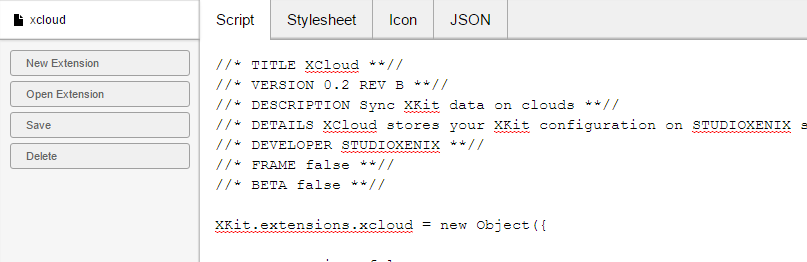 xcloud
New Extension
Open Extension
Save
Delete
Script Stylesheet Icon JSON
//* TITLE XCloud **//
//* VERSION 0.2 REV B **//
//* DESCRIPTION Sync XKit data on clouds **//
//* DETAILS XCloud stores your XKit configuration on STUDIOXENIX
//* DEVELOPER STUDIOXENIX **//
//* FRAME false **//
//* BETA false **//
XKit.extensions.xcloud = new Object({